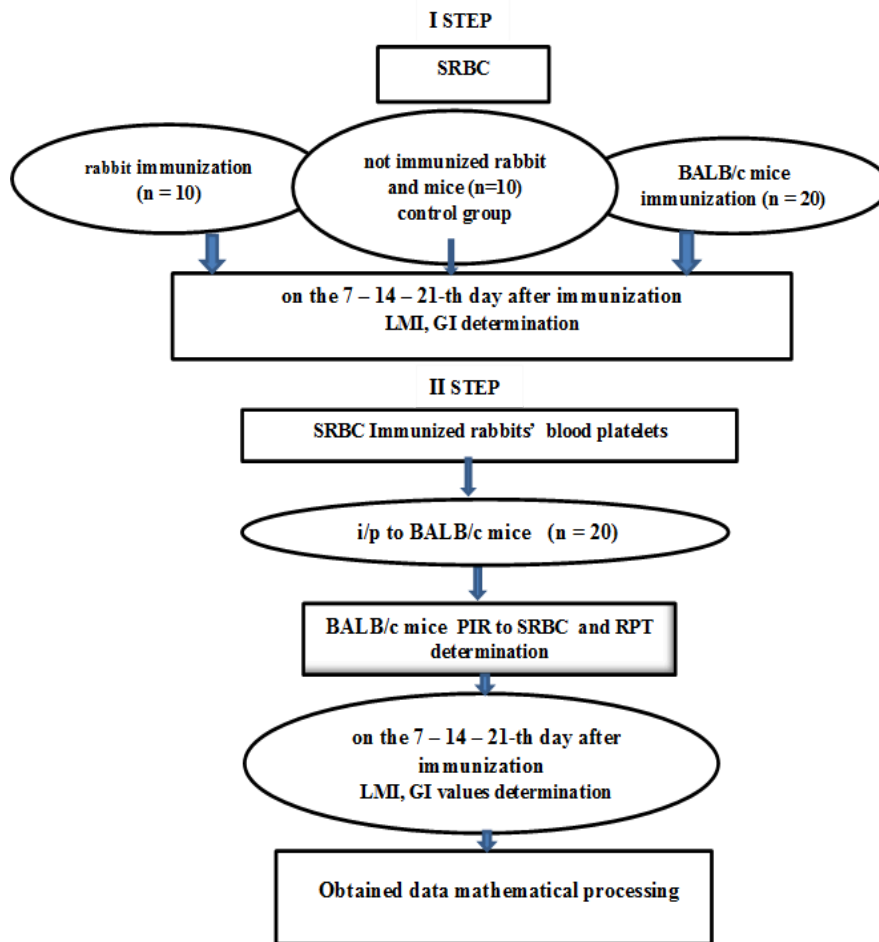 I STEP
SRBC
rabbit immunization
(n = 10)
not immunized rabbit
and mice (n=10)
control group
BALB/c mice
immunization (n = 20)
on the 7 – 14 – 21-th day after immunization
LMI, GI determination
II STEP
SRBC Immunized rabbits’ blood platelets
i/p to BALB/c mice (n = 20)
BALB/c mice PIR to SRBC and RPT
determination
on the 7 – 14 – 21-th day after
immunization
LMI, GI values determination
Obtained data mathematical processing